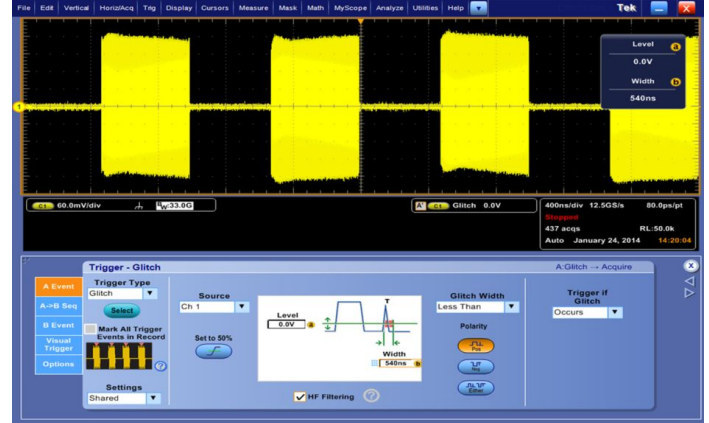 File Edit Vertical Horiz/Acq Trig Display Cursors Measure Mask Math MyScope Analyze Utilities Help Tek X
Level a
0.0V
Width b
540ns
1
C1 60.0mV/div BW:33.0G
A' C1 Glitch 0.0V
400ns/div 12.5GS/s 80.0ps/pt
Stopped
437 acqs RL:50.0k
Auto January 24, 2014 14:20:04
Trigger - Glitch
A:Glitch → Acquire
X
A Event
A->B Seq
B Event
Visual
Trigger
Options
Trigger Type
Glitch
Select
Mark All Trigger
Events in Record
?
Settings
Shared
Source
Ch 1
Set to 50%
Level
0.0V a
T
Width
540ns b
HF Filtering ?
Glitch Width
Less Than
Polarity
Pos
Neg
Either
Trigger if
Glitch
Occurs